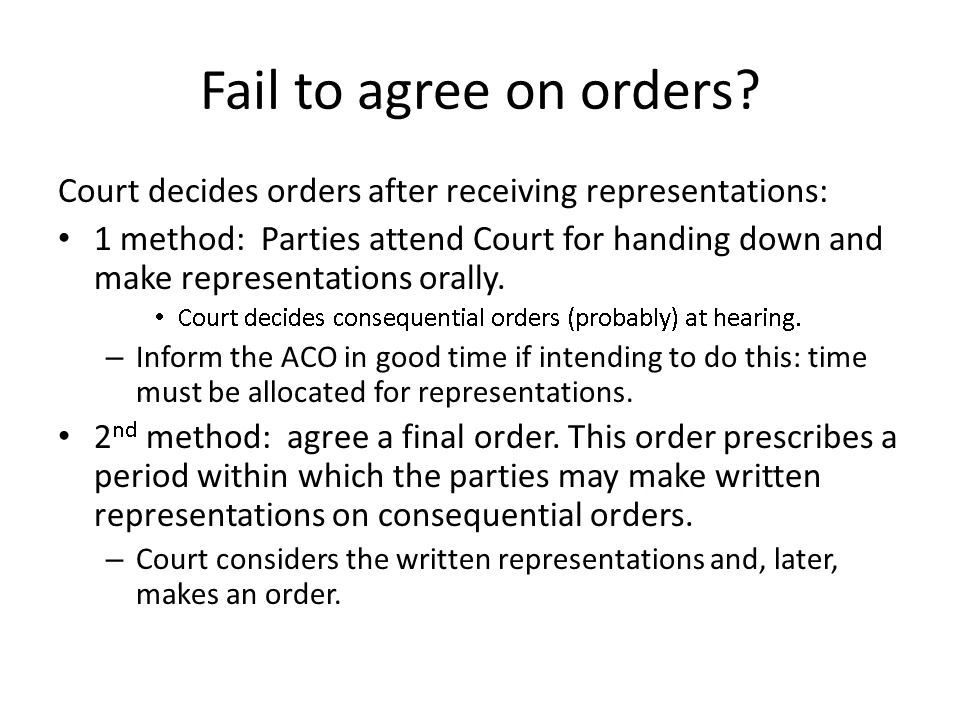 Fail to agree on orders?
Court decides orders after receiving representations:
• 1 method:  Parties attend Court for handing down and
make representations orally.
• Court decides consequential orders (probably) at hearing.
– Inform the ACO in good time if intending to do this: time
must be allocated for representations.
• 2nd method:  agree a final order. This order prescribes a
period within which the parties may make written
representations on consequential orders.
– Court considers the written representations and, later,
makes an order.